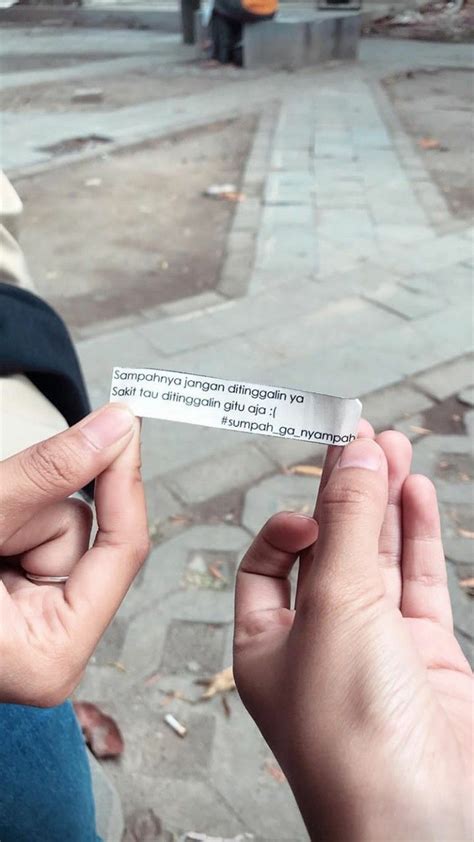 Sampahnya jangan ditinggalin ya
Sakit tau ditinggalin gitu aja :(
#sumpah_ga_nyampah